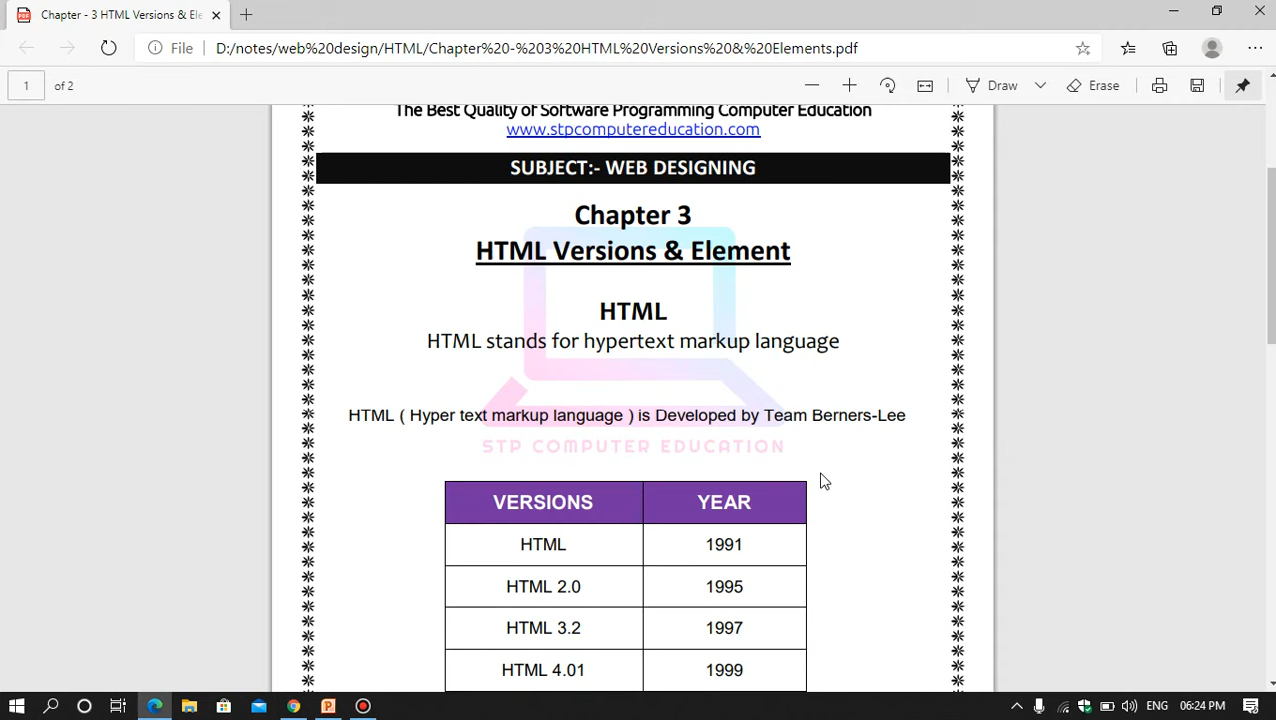 Chapter - 3 HTML Versions & Ele
File
D:/notes/web%20design/HTML/Chapter%20-%203%20HTML%20Versions%20&%20Elements.pdf
1 of 2
Draw
Erase
The Best Quality of Software Programming Computer Education
www.stpcomputereducation.com
SUBJECT:- WEB DESIGNING
Chapter 3
HTML Versions & Element
HTML
HTML stands for hypertext markup language
HTML ( Hyper text markup language ) is Developed by Team Berners-Lee
STP COMPUTER EDUCATION
VERSIONS YEAR
HTML 1991
HTML 2.0 1995
HTML 3.2 1997
HTML 4.01 1999
ENG 06:24 PM